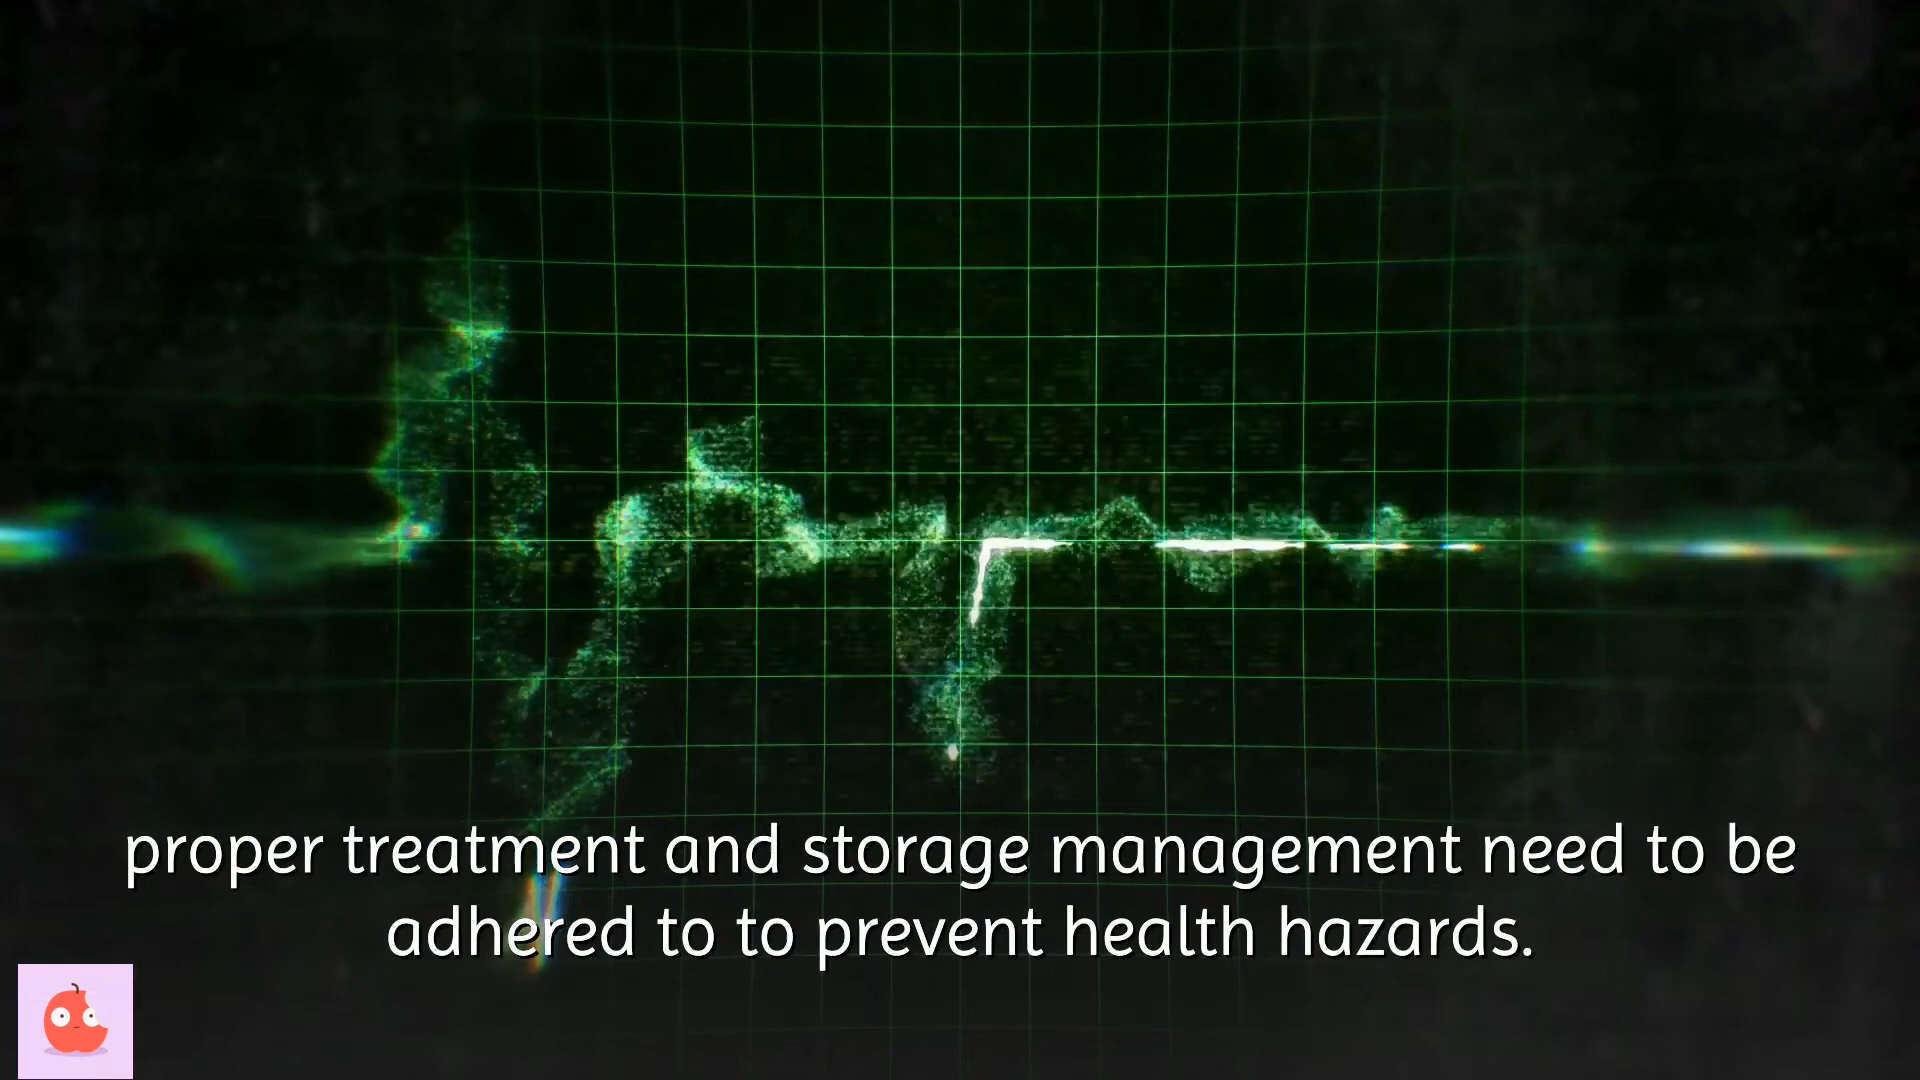 proper treatment and storage management need to be
adhered to to prevent health hazards.